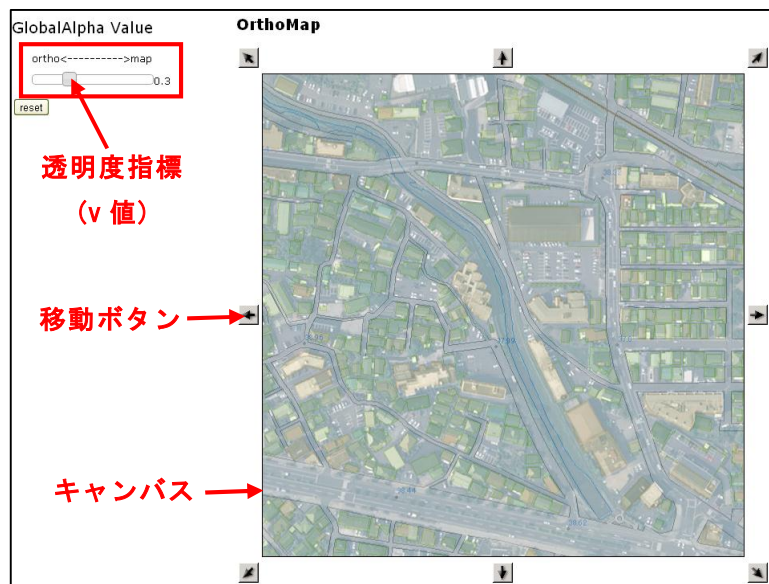 GlobalAlpha Value
OrthoMap
ortho<---------->map
0.3
reset
透明度指標
(v 値)
移動ボタン
キャンバス